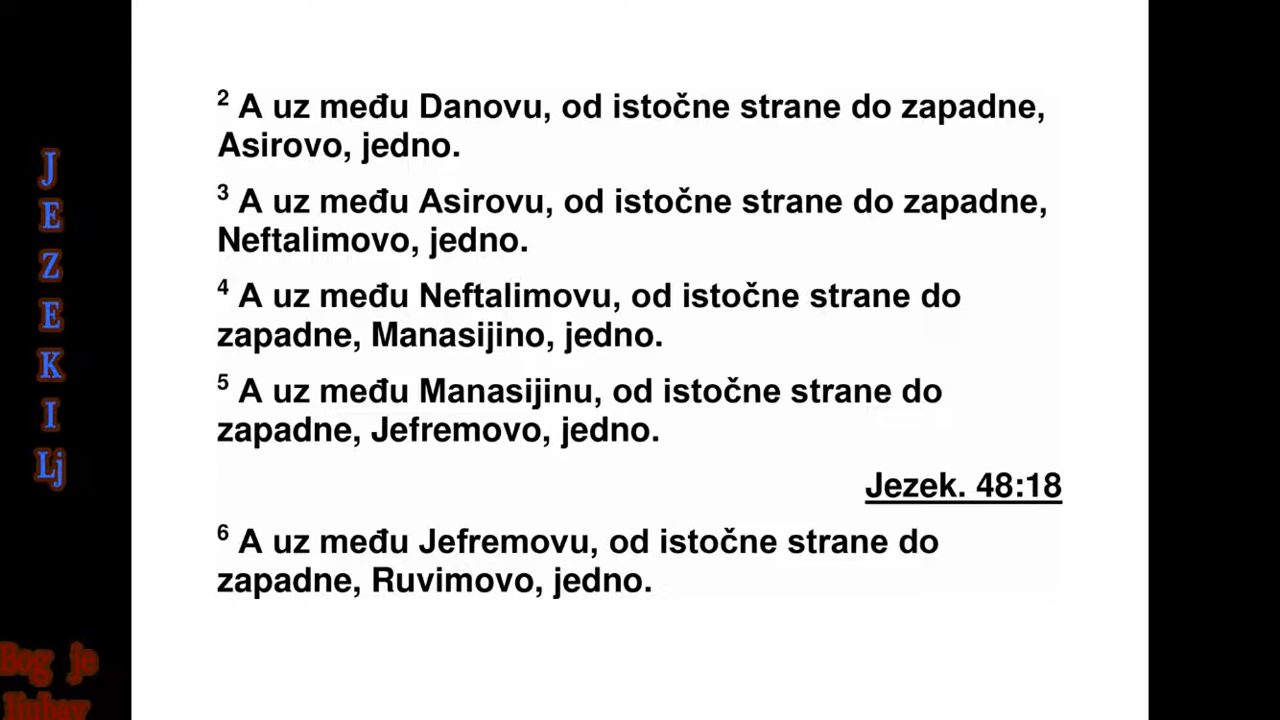 J
E
Z
E
K
I
Lj
Bog je
ljubav
² A uz među Danovu, od istočne strane do zapadne,
Asirovo, jedno.
³ A uz među Asirovu, od istočne strane do zapadne,
Neftalimovo, jedno.
⁴ A uz među Neftalimovu, od istočne strane do
zapadne, Manasijino, jedno.
⁵ A uz među Manasijinu, od istočne strane do
zapadne, Jefremovo, jedno.
Jezek. 48:18
⁶ A uz među Jefremovu, od istočne strane do
zapadne, Ruvimovo, jedno.